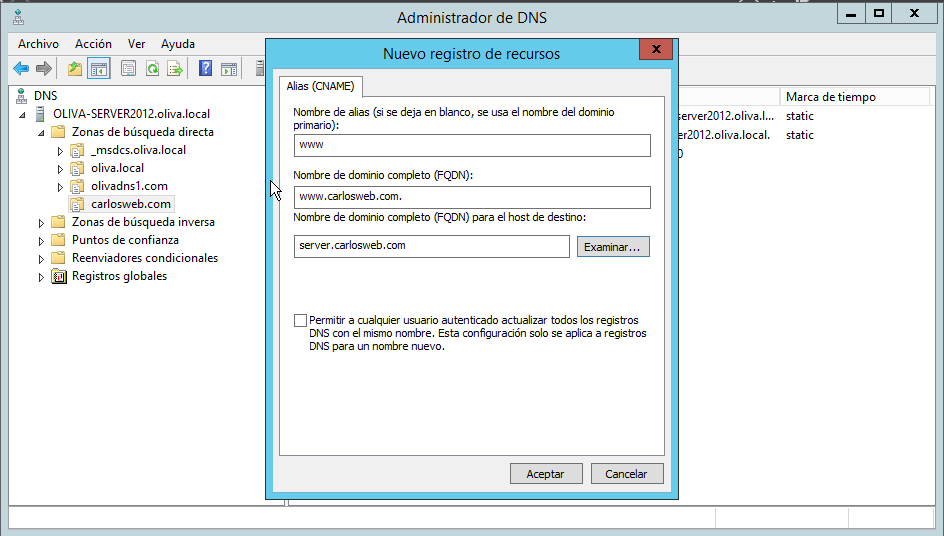 Administrador de DNS
Archivo Acción Ver Ayuda
DNS
OLIVA-SERVER2012.oliva.local
Zonas de búsqueda directa
_msdcs.oliva.local
oliva.local
olivadns1.com
carlosweb.com
Zonas de búsqueda inversa
Puntos de confianza
Reenviadores condicionales
Registros globales
Nuevo registro de recursos
Alias (CNAME)
Nombre de alias (si se deja en blanco, se usa el nombre del dominio
primario):
www
Nombre de dominio completo (FQDN):
www.carlosweb.com.
Nombre de dominio completo (FQDN) para el host de destino:
server.carlosweb.com
Examinar...
Permitir a cualquier usuario autenticado actualizar todos los registros
DNS con el mismo nombre. Esta configuración solo se aplica a registros
DNS para un nombre nuevo.
Aceptar Cancelar
Marca de tiempo
server2012.oliva.l... static
er2012.oliva.local. static